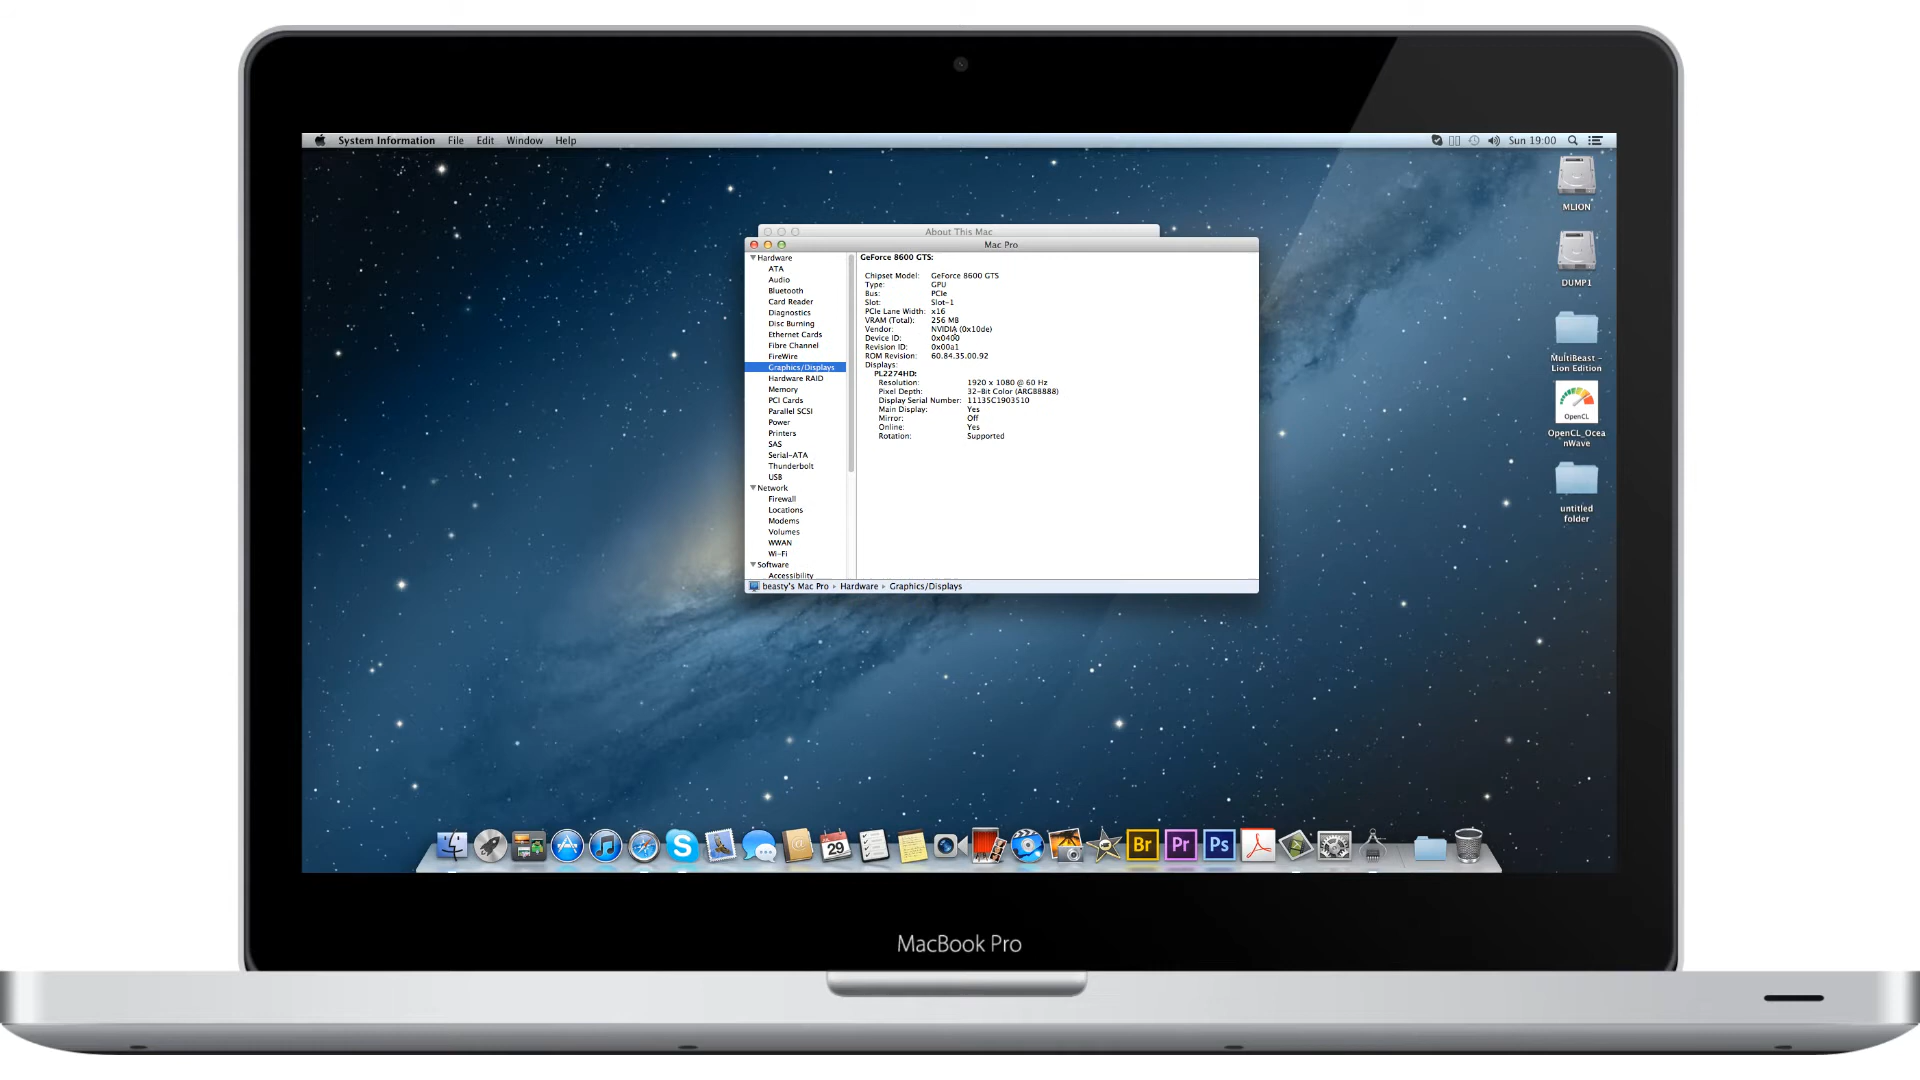 System Information File Edit Window Help
Sun 19:00
MLION
DUMP1
MultiBeast -
Lion Edition
OpenCL
OpenCL_Ocea
nWave
untitled
folder
About This Mac
Mac Pro
Hardware
ATA
Audio
Bluetooth
Card Reader
Diagnostics
Disc Burning
Ethernet Cards
Fibre Channel
FireWire
Graphics/Displays
Hardware RAID
Memory
PCI Cards
Parallel SCSI
Power
Printers
SAS
Serial-ATA
Thunderbolt
USB
Network
Firewall
Locations
Modems
Volumes
WWAN
Wi-Fi
Software
Accessibility
GeForce 8600 GTS:
Chipset Model: GeForce 8600 GTS
Type: GPU
Bus: PCIe
Slot: Slot-1
PCIe Lane Width: x16
VRAM (Total): 256 MB
Vendor: NVIDIA (0x10de)
Device ID: 0x0400
Revision ID: 0x00a1
ROM Revision: 60.84.35.00.92
Displays:
PL2274HD:
Resolution: 1920 x 1080 @ 60 Hz
Pixel Depth: 32-Bit Color (ARGB8888)
Display Serial Number: 11135C1903510
Main Display: Yes
Mirror: Off
Online: Yes
Rotation: Supported
beasty's Mac Pro ▸ Hardware ▸ Graphics/Displays
S
@
29
Br
Pr
Ps
MacBook Pro